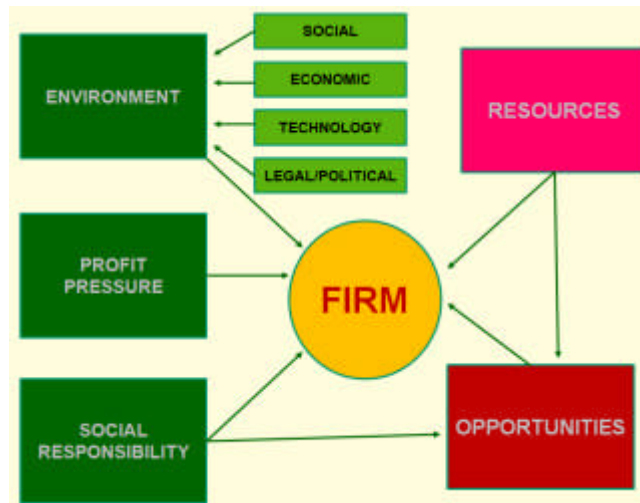 SOCIAL
ECONOMIC
TECHNOLOGY
LEGAL/POLITICAL
ENVIRONMENT
RESOURCES
PROFIT
PRESSURE
FIRM
SOCIAL
RESPONSIBILITY
OPPORTUNITIES